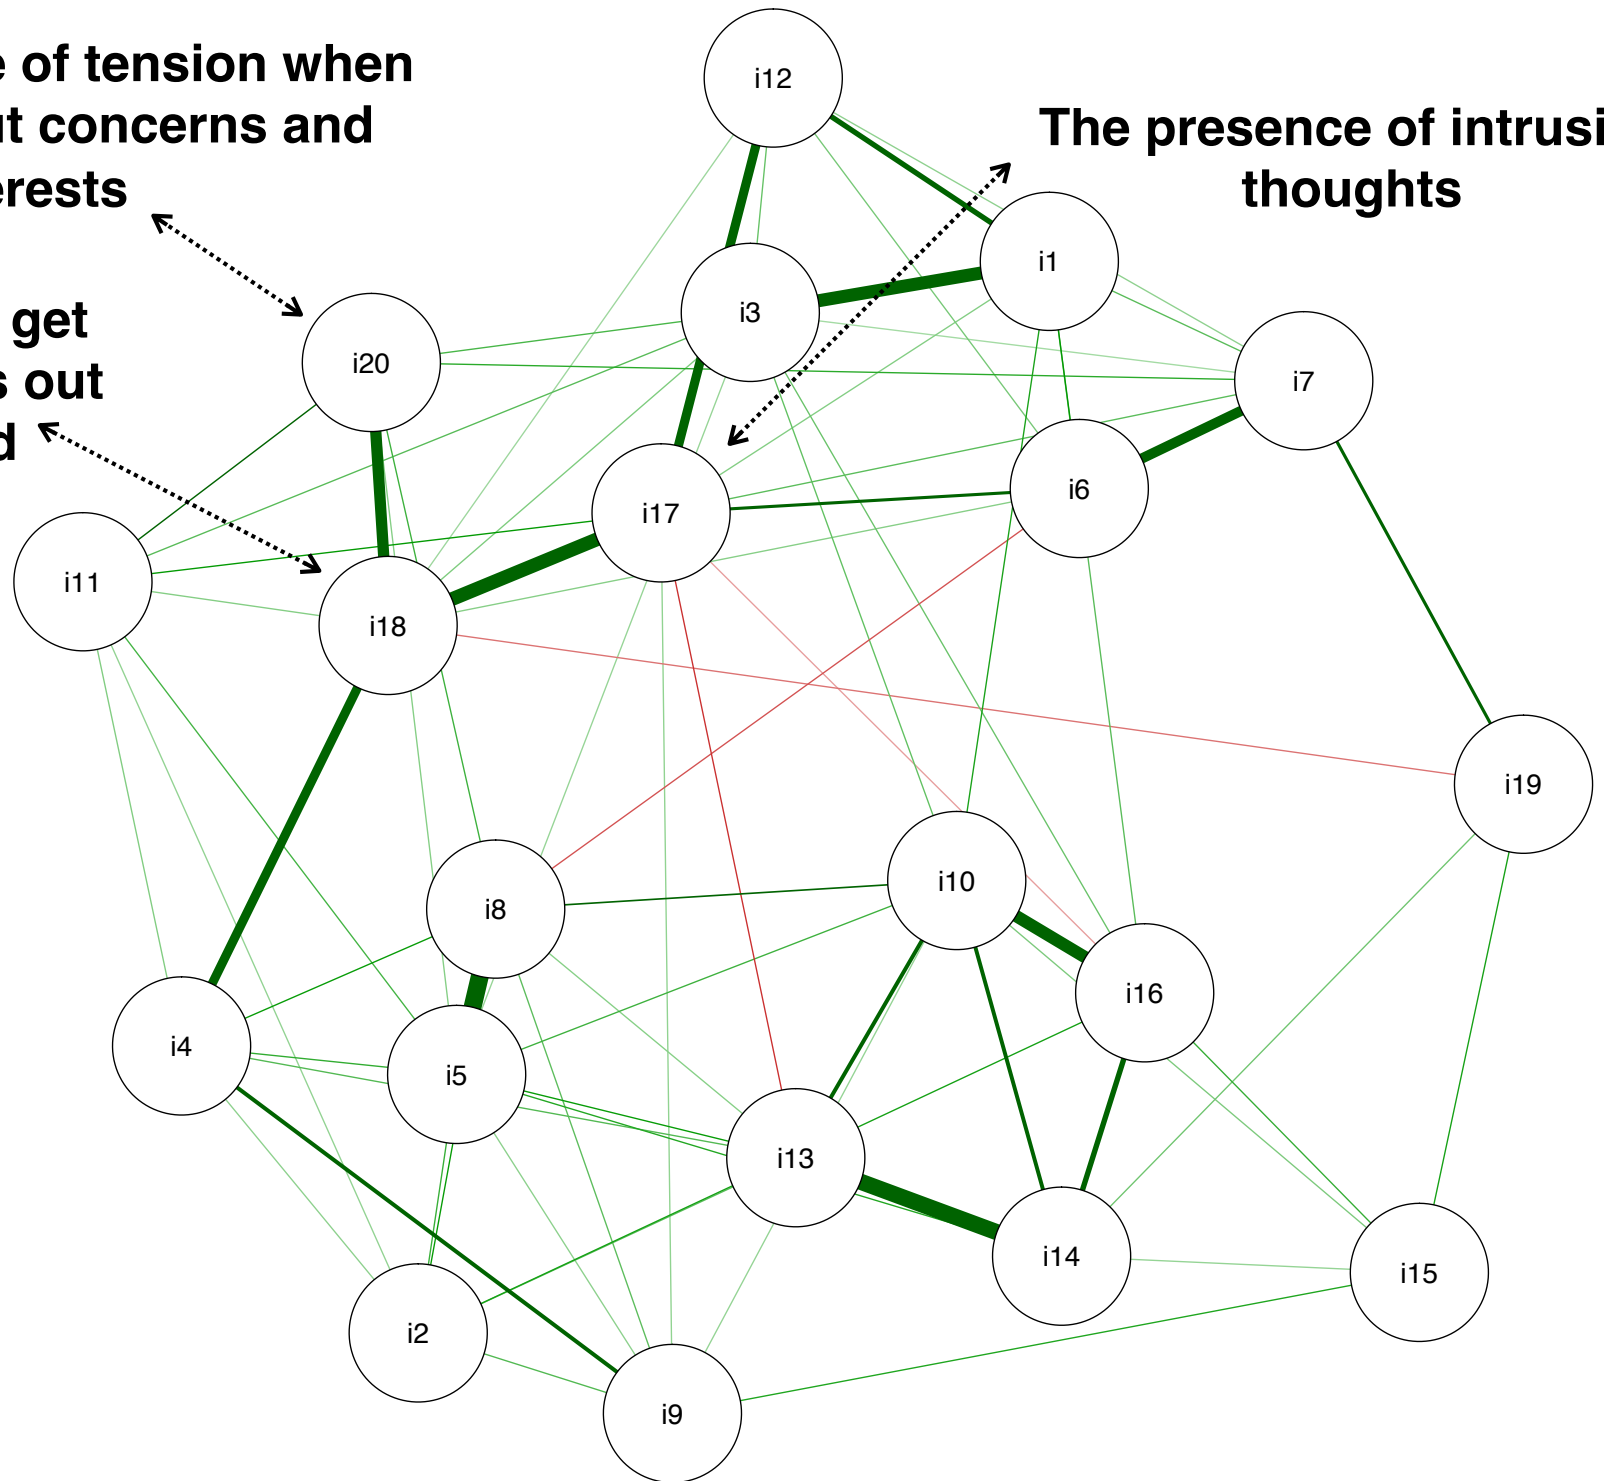 e of tension when
ut concerns and
erests
The presence of intrusi
thoughts
get
s out
d
i12
i1
i3
i20
i7
i6
i17
i11
i18
i19
i8
i10
i16
i4
i5
i13
i14
i15
i2
i9